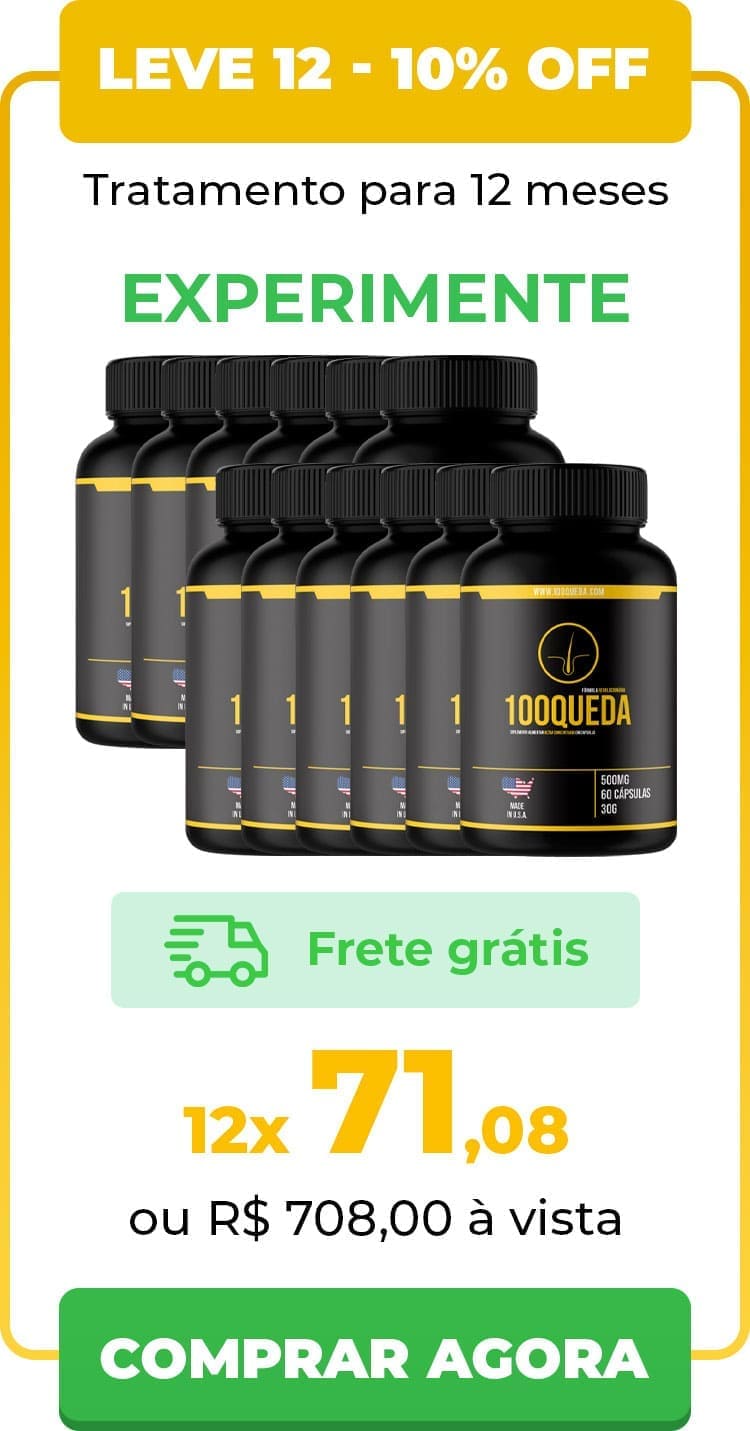 LEVE 12 - 10% OFF
Tratamento para 12 meses
EXPERIMENTE
WWW.100QUEDA.COM
100QUEDA
500MG
60 CÁPSULAS
30G
MADE
IN U.S.A.
Frete grátis
12x 71,08
ou R$ 708,00 à vista
COMPRAR AGORA